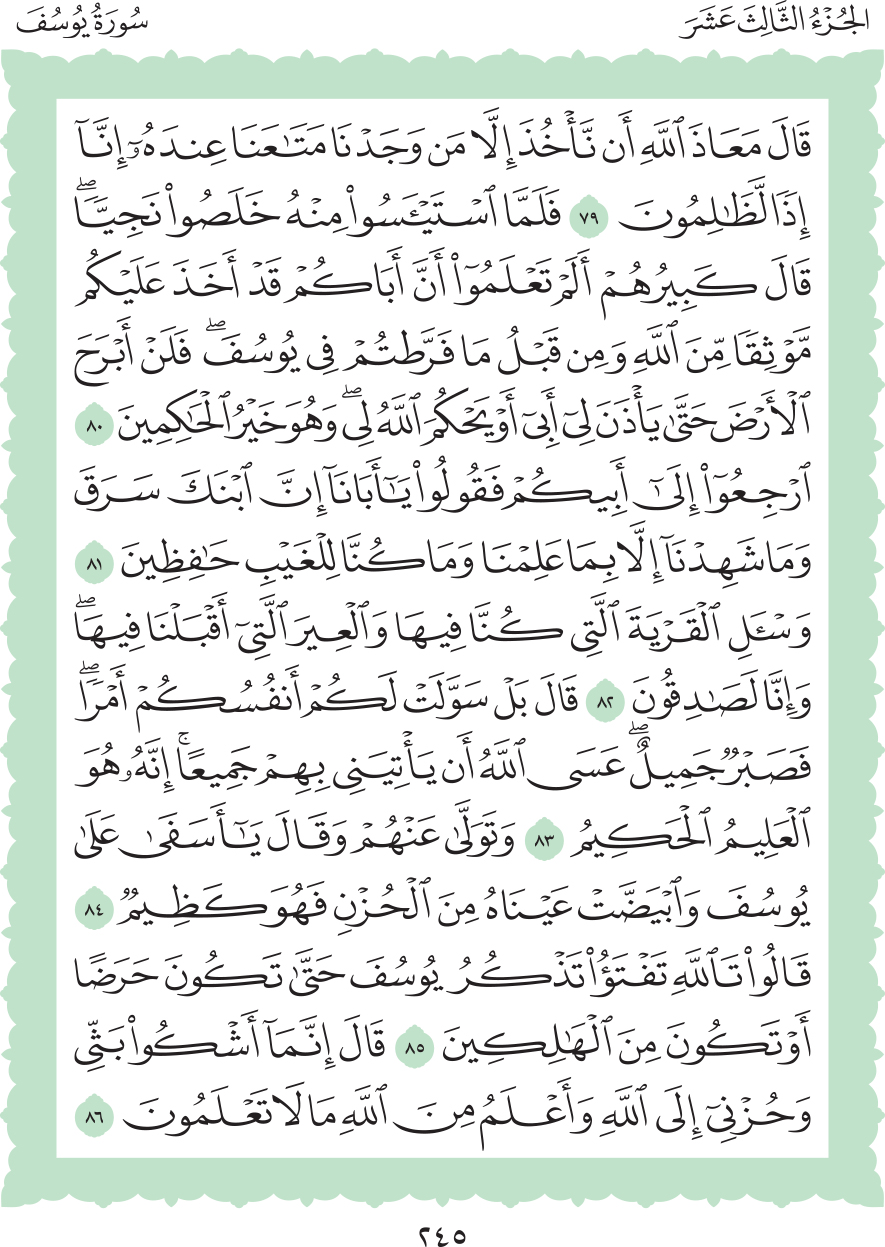 الجُزْءُ الثَّالِثَ عَشَرَ
سُورَةُ يُوسُفَ
قَالَ مَعَاذَ ٱللَّهِ أَن نَّأْخُذَ إِلَّا مَن وَجَدْنَا مَتَٰعَنَا عِندَهُۥٓ إِنَّآ
إِذًا لَّظَٰلِمُونَ ٧٩ فَلَمَّا ٱسْتَيْـَٔسُوا۟ مِنْهُ خَلَصُوا۟ نَجِيًّا ۖ
قَالَ كَبِيرُهُمْ أَلَمْ تَعْلَمُوٓا۟ أَنَّ أَبَاكُمْ قَدْ أَخَذَ عَلَيْكُم
مَّوْثِقًا مِّنَ ٱللَّهِ وَمِن قَبْلُ مَا فَرَّطتُمْ فِى يُوسُفَ ۖ فَلَنْ أَبْرَحَ
ٱلْأَرْضَ حَتَّىٰ يَأْذَنَ لِىٓ أَبِىٓ أَوْ يَحْكُمَ ٱللَّهُ لِى ۖ وَهُوَ خَيْرُ ٱلْحَٰكِمِينَ ٨٠
ٱرْجِعُوٓا۟ إِلَىٰٓ أَبِيكُمْ فَقُولُوا۟ يَٰٓأَبَانَآ إِنَّ ٱبْنَكَ سَرَقَ
وَمَا شَهِدْنَآ إِلَّا بِمَا عَلِمْنَا وَمَا كُنَّا لِلْغَيْبِ حَٰفِظِينَ ٨١
وَسْـَٔلِ ٱلْقَرْيَةَ ٱلَّتِى كُنَّا فِيهَا وَٱلْعِيرَ ٱلَّتِىٓ أَقْبَلْنَا فِيهَا ۖ
وَإِنَّا لَصَٰدِقُونَ ٨٢ قَالَ بَلْ سَوَّلَتْ لَكُمْ أَنفُسُكُمْ أَمْرًا ۖ
فَصَبْرٌ جَمِيلٌ ۖ عَسَى ٱللَّهُ أَن يَأْتِيَنِى بِهِمْ جَمِيعًا ۚ إِنَّهُۥ هُوَ
ٱلْعَلِيمُ ٱلْحَكِيمُ ٨٣ وَتَوَلَّىٰ عَنْهُمْ وَقَالَ يَٰٓأَسَفَىٰ عَلَىٰ
يُوسُفَ وَٱبْيَضَّتْ عَيْنَاهُ مِنَ ٱلْحُزْنِ فَهُوَ كَظِيمٌ ٨٤
قَالُوا۟ تَٱللَّهِ تَفْتَؤُا۟ تَذْكُرُ يُوسُفَ حَتَّىٰ تَكُونَ حَرَضًا
أَوْ تَكُونَ مِنَ ٱلْهَٰلِكِينَ ٨٥ قَالَ إِنَّمَآ أَشْكُوا۟ بَثِّى
وَحُزْنِىٓ إِلَى ٱللَّهِ وَأَعْلَمُ مِنَ ٱللَّهِ مَا لَا تَعْلَمُونَ ٨٦
٢٤٥